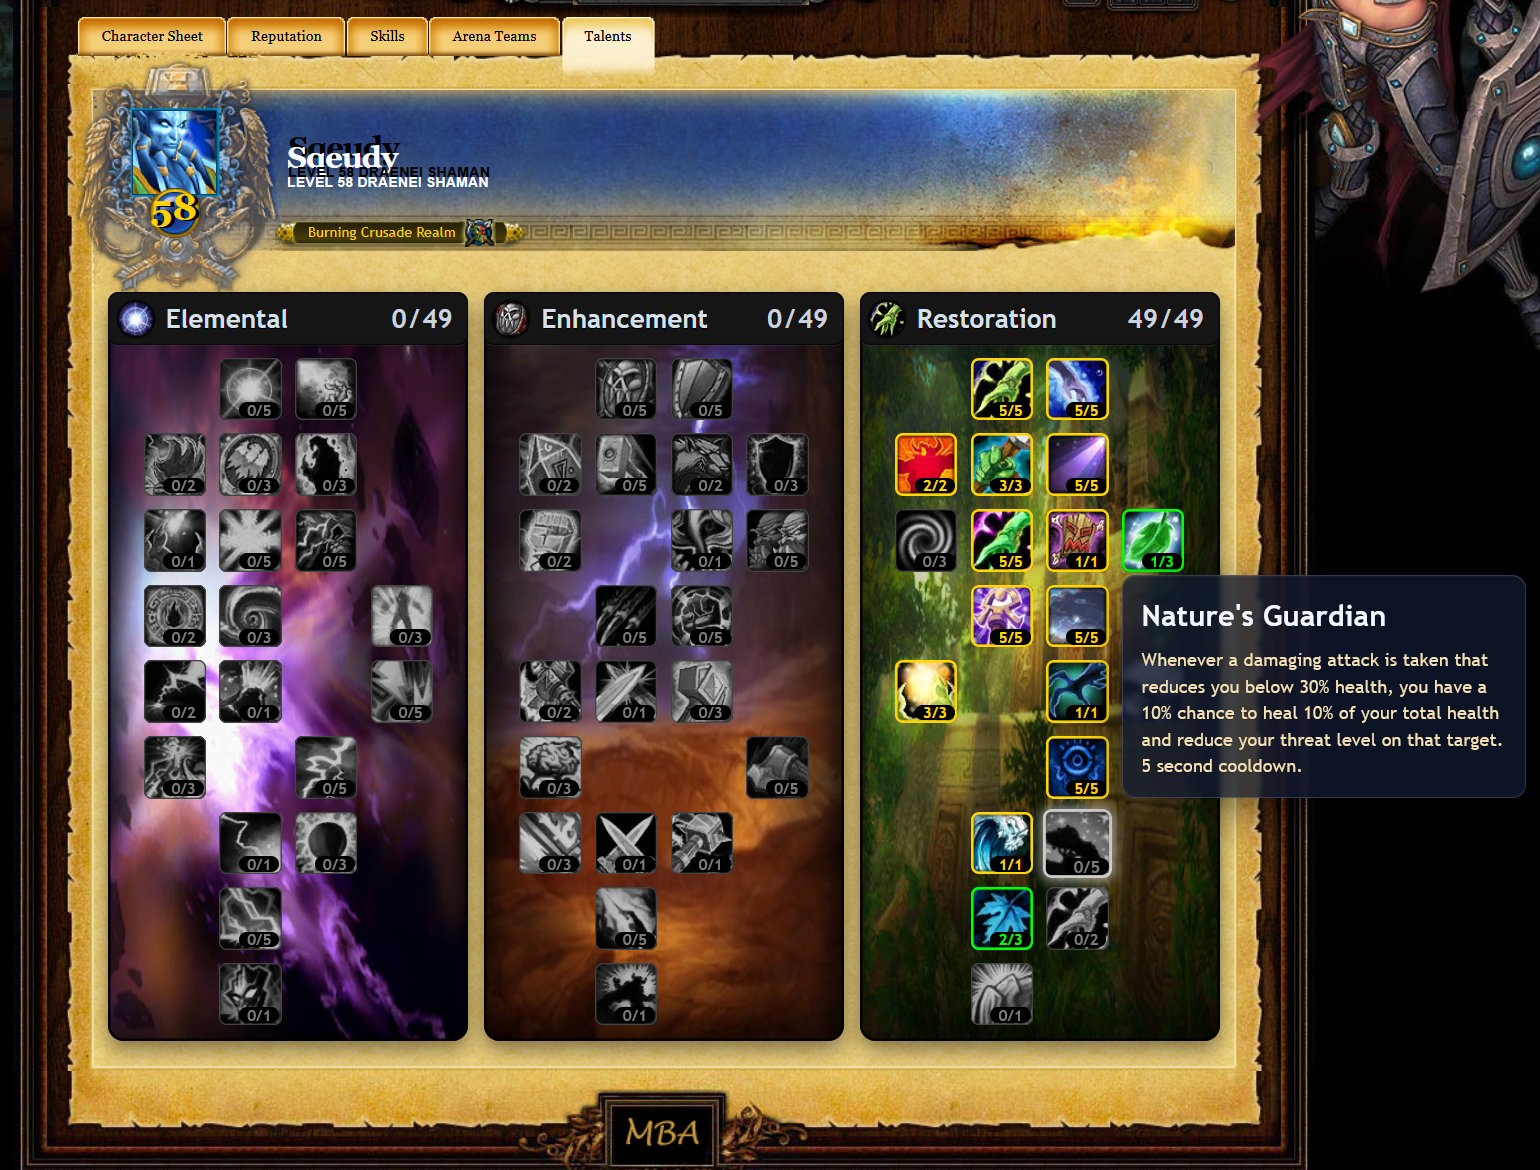 Character Sheet Reputation Skills Arena Teams Talents
Sqeudy
LEVEL 58 DRAENEI SHAMAN
58
Burning Crusade Realm
Elemental 0/49 Enhancement 0/49 Restoration 49/49
0/5 0/5 0/5 0/5 5/5 5/5
0/2 0/3 0/3 0/2 0/5 0/2 0/3 2/2 3/3 5/5
0/1 0/5 0/5 0/2 0/1 0/5 0/3 5/5 1/1 1/3
0/2 0/3 0/3 0/5 0/5 5/5 5/5
0/2 0/1 0/5 0/2 0/1 0/3 3/3 1/1
0/3 0/5 0/3 0/5 5/5
0/1 0/3 0/3 0/1 0/1 1/1 0/5
0/5 0/5 2/3 0/2
0/1 0/1 0/1
Nature's Guardian
Whenever a damaging attack is taken that
reduces you below 30% health, you have a
10% chance to heal 10% of your total health
and reduce your threat level on that target.
5 second cooldown.
MBA